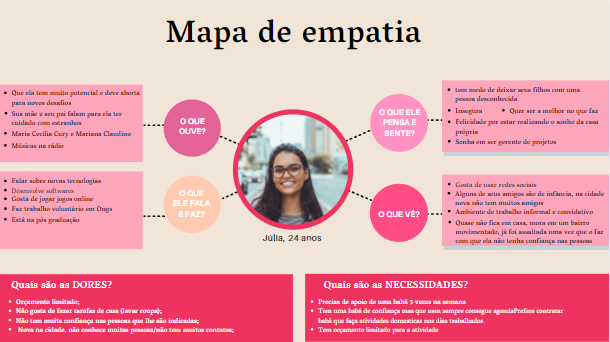 Mapa de empatia
Que ela tem muito potencial e deve aberta
para novos desafios
Sua mãe e seu pai falam para ela ter
cuidado com estranhos
Maria Cecília Cury e Mariana Claudino
Músicas na rádio
O QUE
OUVE?
O QUE ELE
PENSA E
SENTE?
tem medo de deixar seus filhos com uma
pessoa desconhecida
Insegura • Quer ser a melhor no que faz
Felicidade por estar realizando o sonho da casa
própria
Sonha em ser gerente de projetos
Falar sobre novas tecnologias
Desenvolve softwares
Gosta de jogar jogos online
Faz trabalho voluntário em Ongs
Está na pós graduação
O QUE
ELE FALA
E FAZ?
O QUE VÊ?
Gosta de usar redes sociais
Alguns de seus amigos são de infância, na cidade
nova não tem muitos amigos
Ambiente de trabalho informal e convidativo
Quase não fica em casa, mora em um bairro
movimentado, já foi assaltada uma vez que o faz
com que ela não tenha confiança nas pessoas
Júlia, 24 anos
Quais são as DORES?
Orçamento limitado;
Não gosta de fazer tarefas de casa (lavar roupa);
Não tem muita confiança nas pessoas que lhe são indicadas;
Nova na cidade, não conhece muitas pessoas/não tem muitos contatos;
Quais são as NECESSIDADES?
Precisa de apoio de uma babá 3 vezes na semana
Tem uma babá de confiança mas que nem sempre consegue agendaPrefere contratar
babá que faça atividades domesticas nos dias trabalhados
Tem orçamento limitado para a atividade